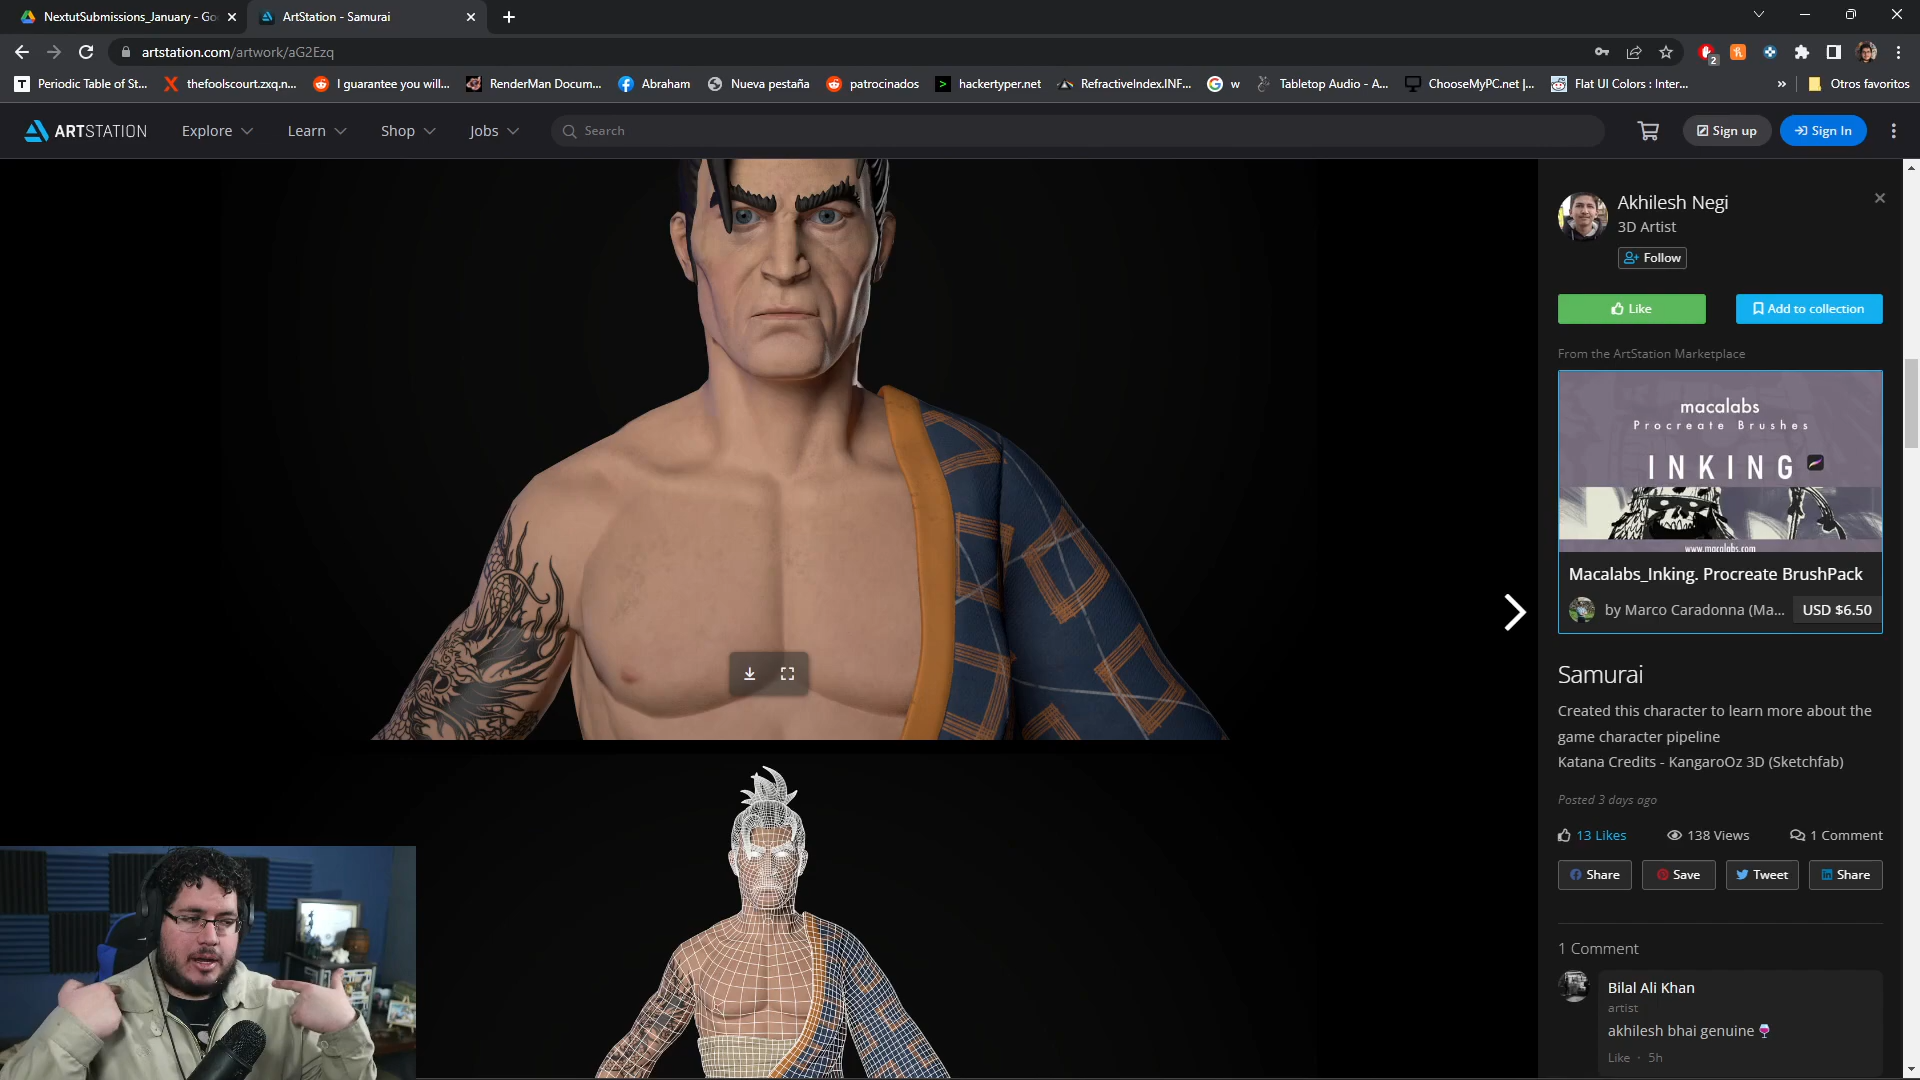 NextutSubmissions_January - Go
ArtStation - Samurai
artstation.com/artwork/aG2Ezq
2
Periodic Table of St...
thefoolscourt.zxq.n...
I guarantee you will...
RenderMan Docum...
Abraham
Nueva pestaña
patrocinados
hackertyper.net
RefractiveIndex.INF...
w
Tabletop Audio - A...
ChooseMyPC.net |...
Flat UI Colors : Inter...
»
Otros favoritos
ARTSTATION
Explore
Learn
Shop
Jobs
Search
Sign up
Sign In
Akhilesh Negi
3D Artist
Follow
Like
Add to collection
From the ArtStation Marketplace
macalabs
Procreate Brushes
INKING
www.macalabs.com
Macalabs_Inking. Procreate BrushPack
by Marco Caradonna (Ma...
USD $6.50
Samurai
Created this character to learn more about the
game character pipeline
Katana Credits - KangaroOz 3D (Sketchfab)
Posted 3 days ago
13 Likes
138 Views
1 Comment
Share
Save
Tweet
Share
1 Comment
Bilal Ali Khan
artist
akhilesh bhai genuine🍷
Like · 5h